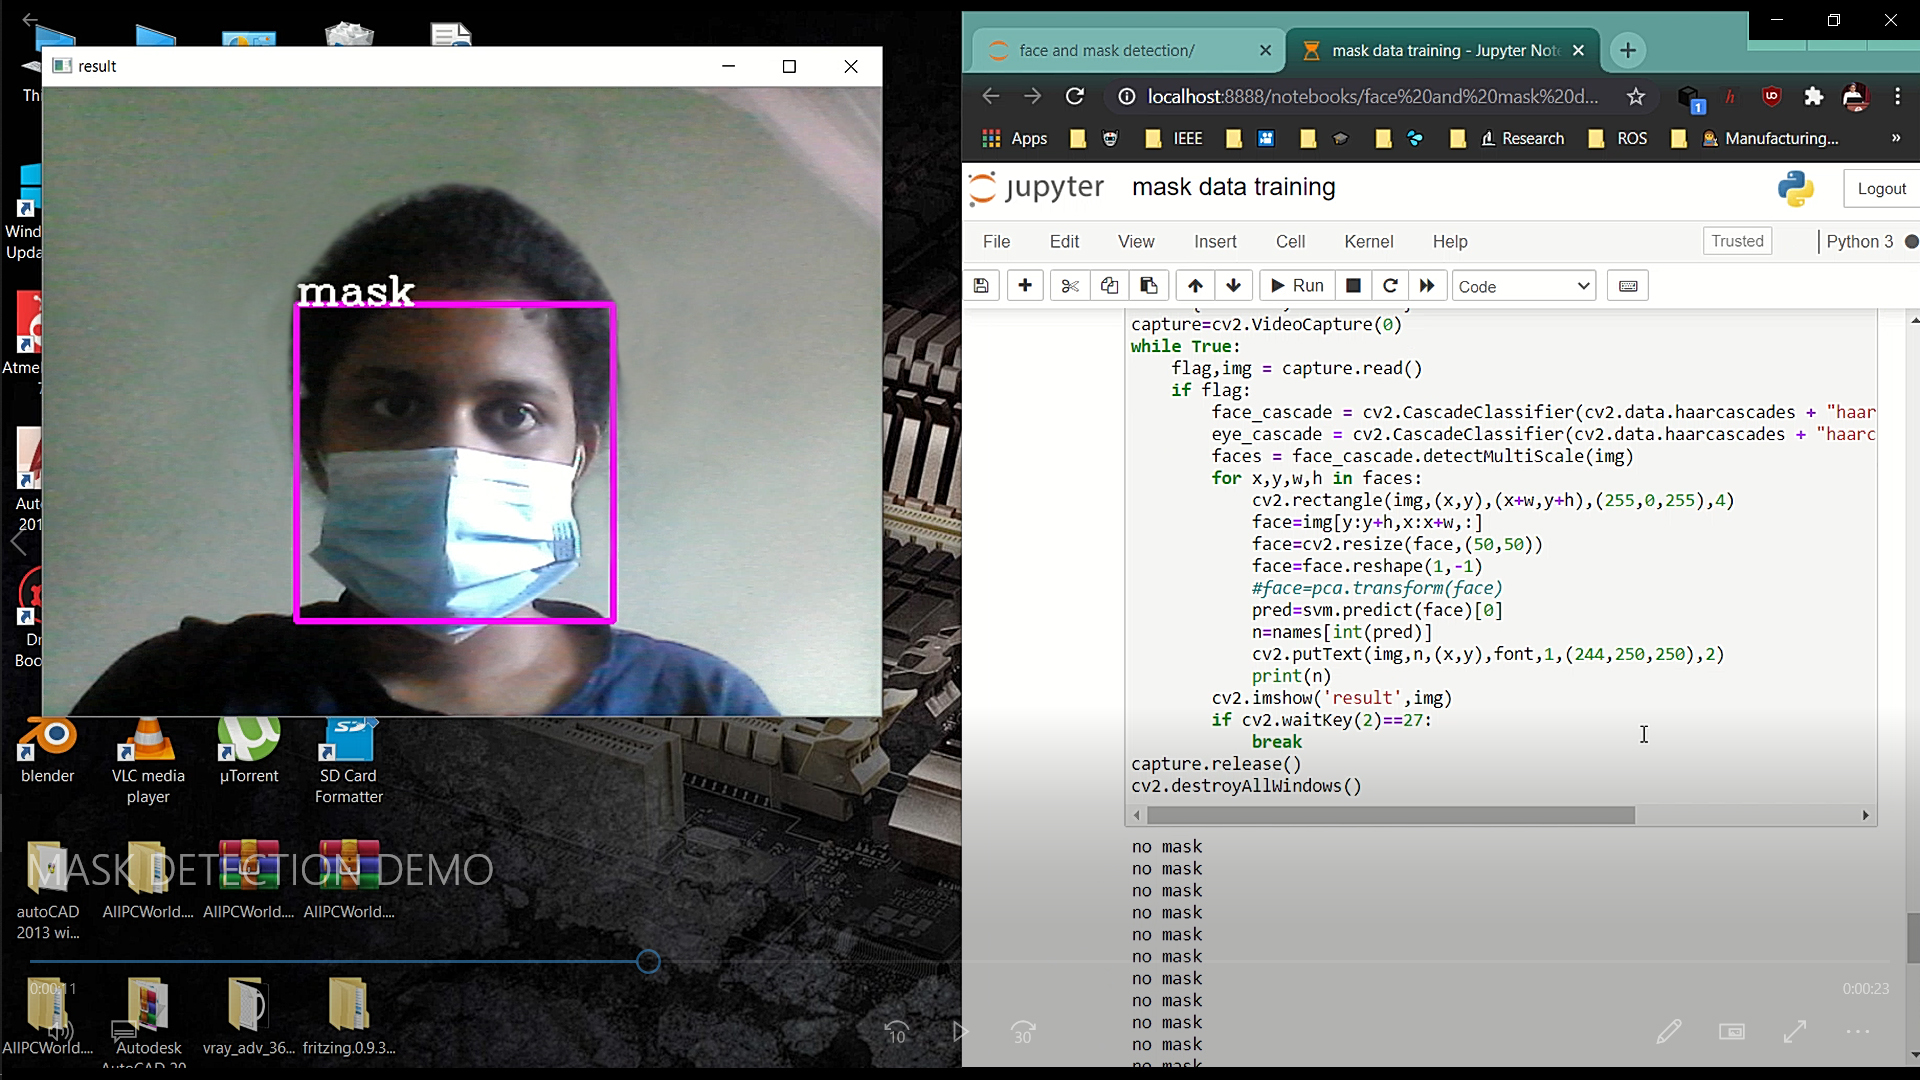 result
mask
Thi
Wind
Upda
Atme
7
Aut
201
Dr
Boo
blender
VLC media player
µTorrent
SD Card Formatter
MASK DETECTION DEMO
autoCAD 2013 wi...
AllPCWorld....
AllPCWorld....
AllPCWorld....
0:00:11
AllPCWorld....
Autodesk
AutoCAD 20
vray_adv_36...
fritzing.0.9.3...
10
30
0:00:23
face and mask detection/
mask data training - Jupyter Note
localhost:8888/notebooks/face%20and%20mask%20d...
1
Apps
IEEE
Research
ROS
Manufacturing...
»
jupyter
mask data training
Logout
File Edit View Insert Cell Kernel Help
Trusted
Python 3
Run
Code
capture=cv2.VideoCapture(0)
while True:
flag,img = capture.read()
if flag:
face_cascade = cv2.CascadeClassifier(cv2.data.haarcascades + "haar
eye_cascade = cv2.CascadeClassifier(cv2.data.haarcascades + "haarc
faces = face_cascade.detectMultiScale(img)
for x,y,w,h in faces:
cv2.rectangle(img,(x,y),(x+w,y+h),(255,0,255),4)
face=img[y:y+h,x:x+w,:]
face=cv2.resize(face,(50,50))
face=face.reshape(1,-1)
#face=pca.transform(face)
pred=svm.predict(face)[0]
n=names[int(pred)]
cv2.putText(img,n,(x,y),font,1,(244,250,250),2)
print(n)
cv2.imshow('result',img)
if cv2.waitKey(2)==27:
break
capture.release()
cv2.destroyAllWindows()
no mask
no mask
no mask
no mask
no mask
no mask
no mask
no mask
no mask
no mask
no mask